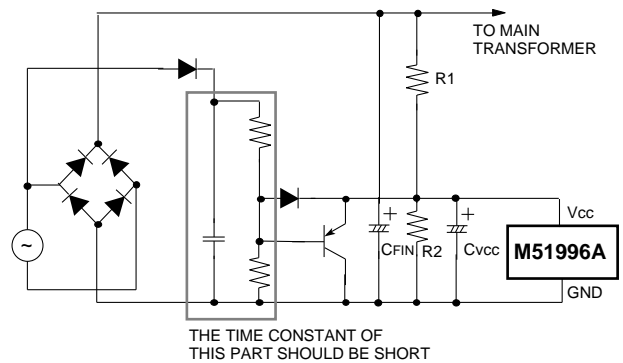 TO MAIN
TRANSFORMER
R1
+
+
CFIN
R2
CVCC
VCC
M51996A
GND
~
THE TIME CONSTANT OF
THIS PART SHOULD BE SHORT